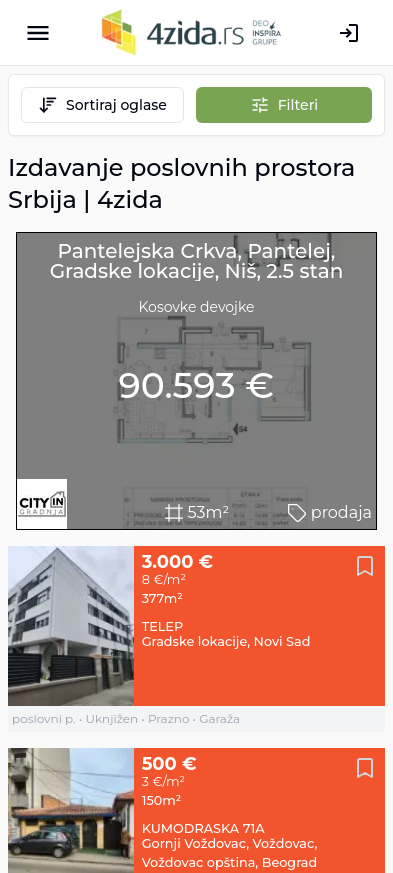 4zida.rs DEO INSPIRA GRUPE
Sortiraj oglase
Filteri
Izdavanje poslovnih prostora
Srbija | 4zida
Pantelejska Crkva, Pantelej,
Gradske lokacije, Niš, 2.5 stan
Kosovke devojke
90.593 €
CITY IN
GRADNJA
53m²
prodaja
3.000 €
8 €/m²
377m²
TELEP
Gradske lokacije, Novi Sad
poslovni p. • Uknjižen • Prazno • Garaža
500 €
3 €/m²
150m²
KUMODRASKA 71A
Gornji Voždovac, Voždovac,
Voždovac opština, Beograd